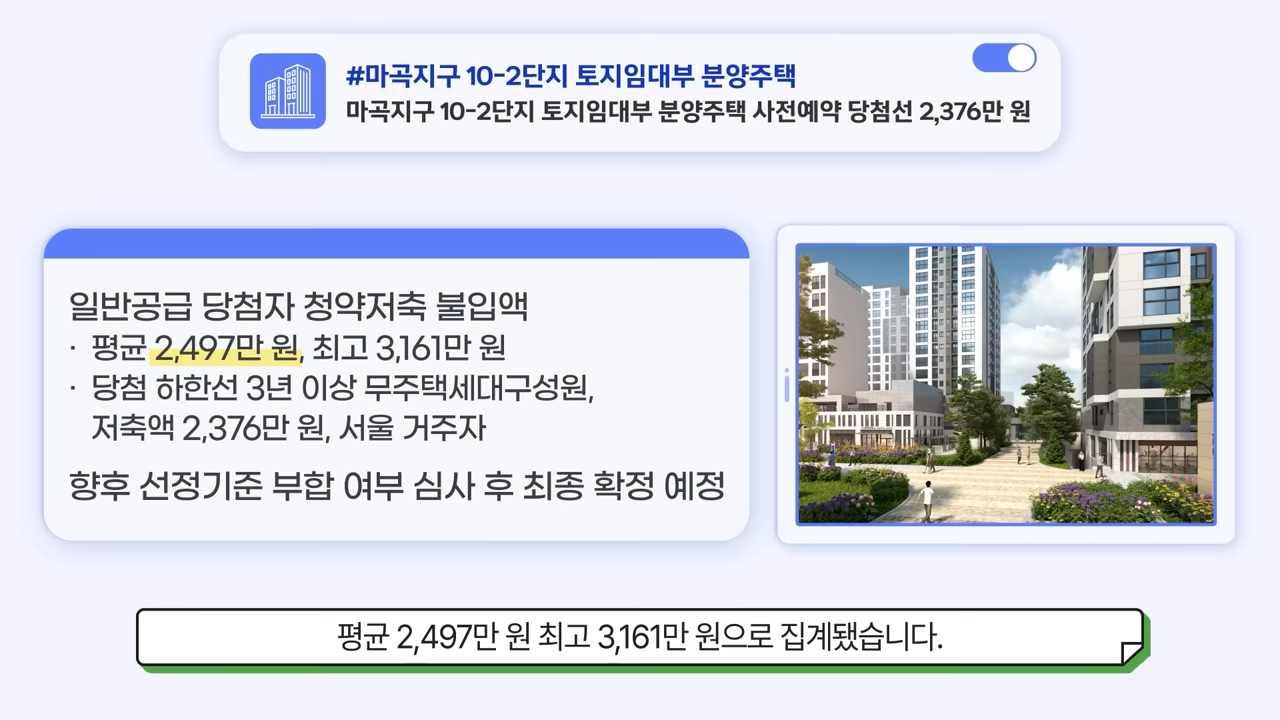 #마곡지구 10-2단지 토지임대부 분양주택
마곡지구 10-2단지 토지임대부 분양주택 사전예약 당첨선 2,376만 원
일반공급 당첨자 청약저축 불입액
· 평균 2,497만 원, 최고 3,161만 원
· 당첨 하한선 3년 이상 무주택세대구성원,
저축액 2,376만 원, 서울 거주자
향후 선정기준 부합 여부 심사 후 최종 확정 예정
평균 2,497만 원 최고 3,161만 원으로 집계됐습니다.